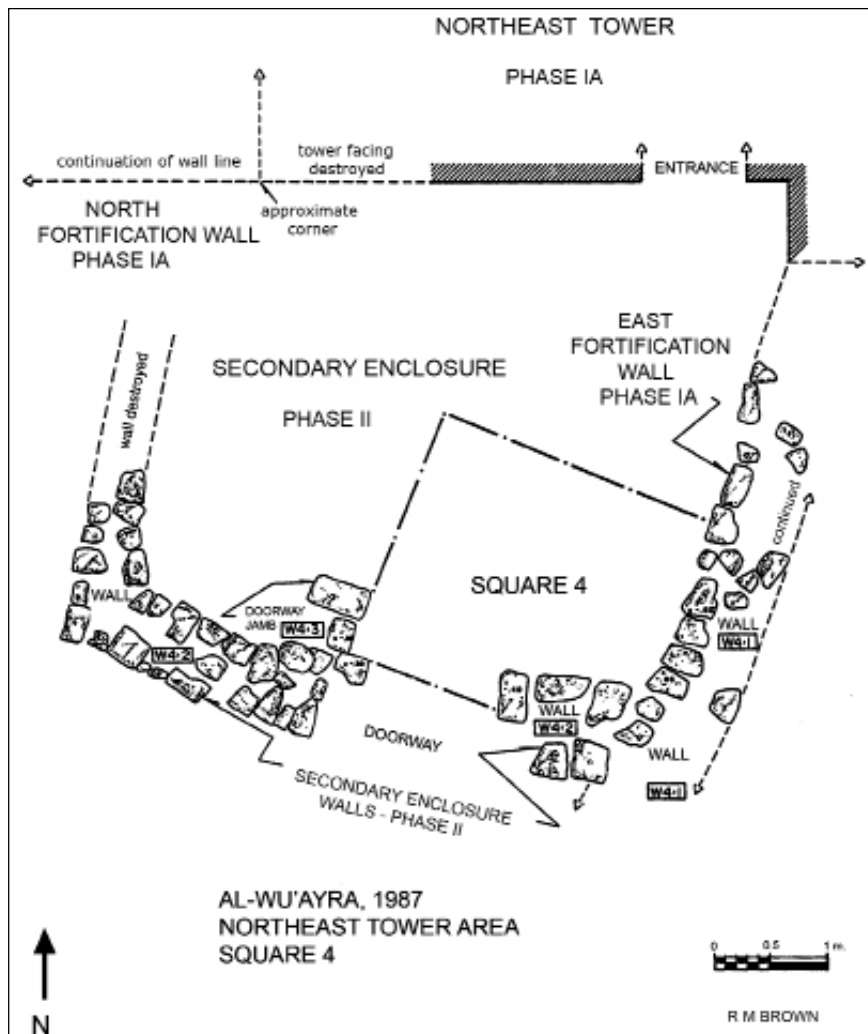 NORTHEAST TOWER
PHASE IA
continuation of wall line
tower facing
destroyed
ENTRANCE
approximate
corner
NORTH
FORTIFICATION WALL
PHASE IA
EAST
FORTIFICATION
WALL
PHASE IA
SECONDARY ENCLOSURE
PHASE II
wall destroyed
continued
SQUARE 4
WALL
DOORWAY
JAMB
W4·3
W4·2
WALL
W4·1
WALL
W4·2
DOORWAY
WALL
W4·1
SECONDARY ENCLOSURE
WALLS - PHASE II
AL-WU'AYRA, 1987
NORTHEAST TOWER AREA
SQUARE 4
N
0 0.5 1 m.
R M BROWN